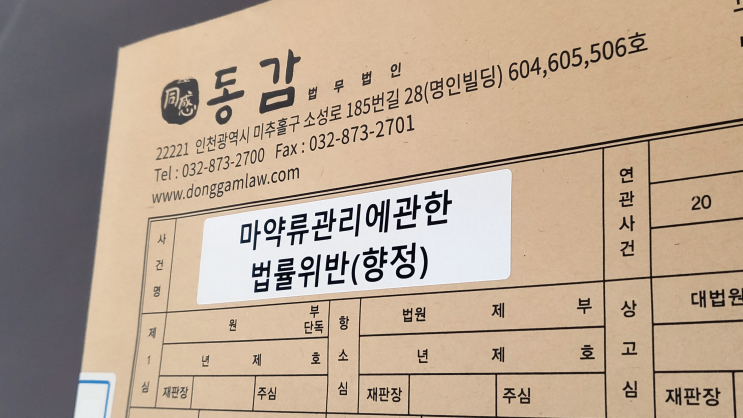 同感 동감 법무법인
22221 인천광역시 미추홀구 소성로 185번길 28(명인빌딩) 604,605,506호
Tel : 032-873-2700 Fax : 032-873-2701
www.donggamlaw.com
사건명
마약류관리에관한
법률위반(향정)
연관사건
20
제1심
원 부
단독
년 제 호
재판장 주심
항소심
법원 제 부
년 제 호
재판장 주심
상고심
대법원
재판장